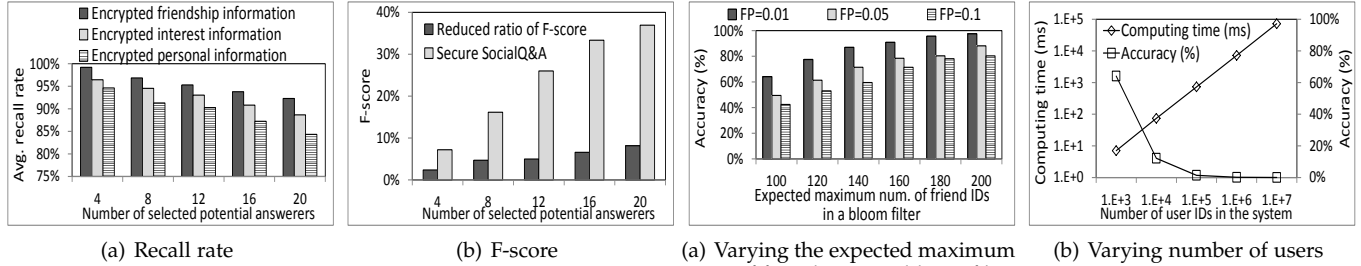 Encrypted friendship information
Encrypted interest information
Encrypted personal information
Avg. recall rate
100%
95%
90%
85%
80%
75%
4 8 12 16 20
Number of selected potential answerers
(a) Recall rate
40%
30%
20%
10%
0%
F-score
Reduced ratio of F-score
Secure SocialQ&A
4 8 12 16 20
Number of selected potential answerers
(b) F-score
FP=0.01 FP=0.05 FP=0.1
Accuracy (%)
100%
80%
60%
40%
20%
0%
100 120 140 160 180 200
Expected maximum num. of friend IDs
in a bloom filter
(a) Varying the expected maximum
Computing time (ms)
1.E+5
1.E+4
1.E+3
1.E+2
1.E+1
1.E+0
Computing time (ms)
Accuracy (%)
100%
80%
60%
40%
20%
0%
Accuracy (%)
1.E+3 1.E+4 1.E+5 1.E+6 1.E+7
Number of user IDs in the system
(b) Varying number of users